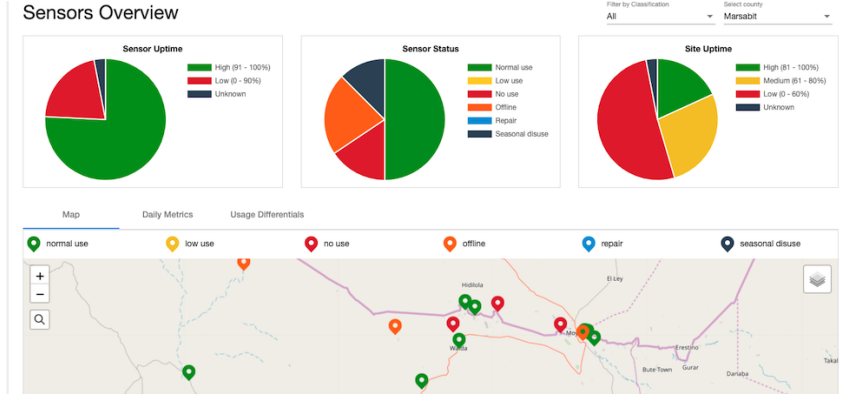 Sensors Overview
Filter by Classification
All
Select county
Marsabit
Sensor Uptime
High (91 - 100%)
Low (0 - 90%)
Unknown
Sensor Status
Normal use
Low use
No use
Offline
Repair
Seasonal disuse
Site Uptime
High (81 - 100%)
Medium (61 - 80%)
Low (0 - 60%)
Unknown
Map
Daily Metrics
Usage Differentials
normal use
low use
no use
offline
repair
seasonal disuse
+
−
Hidilola
El Ley
Erestino
Bute Town
Gurar
Danaba